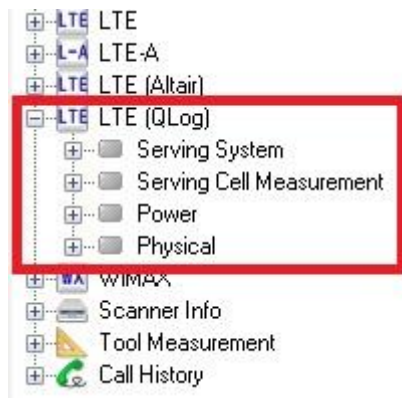 LTE LTE
L-A LTE-A
LTE LTE (Altair)
LTE LTE (QLog)
Serving System
Serving Cell Measurement
Power
Physical
WX WIMAX
Scanner Info
Tool Measurement
Call History